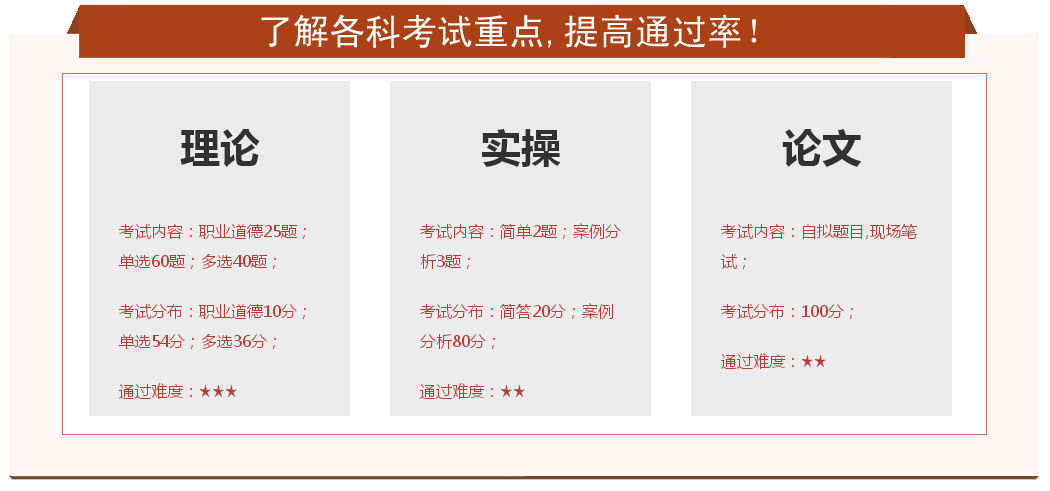 了解各科考试重点,提高通过率！
理论
考试内容：职业道德25题；
单选60题；多选40题；
考试分布：职业道德10分；
单选54分；多选36分；
通过难度：★★★
实操
考试内容：简单2题；案例分
析3题；
考试分布：简答20分；案例
分析80分；
通过难度：★★
论文
考试内容：自拟题目,现场笔
试；
考试分布：100分；
通过难度：★★